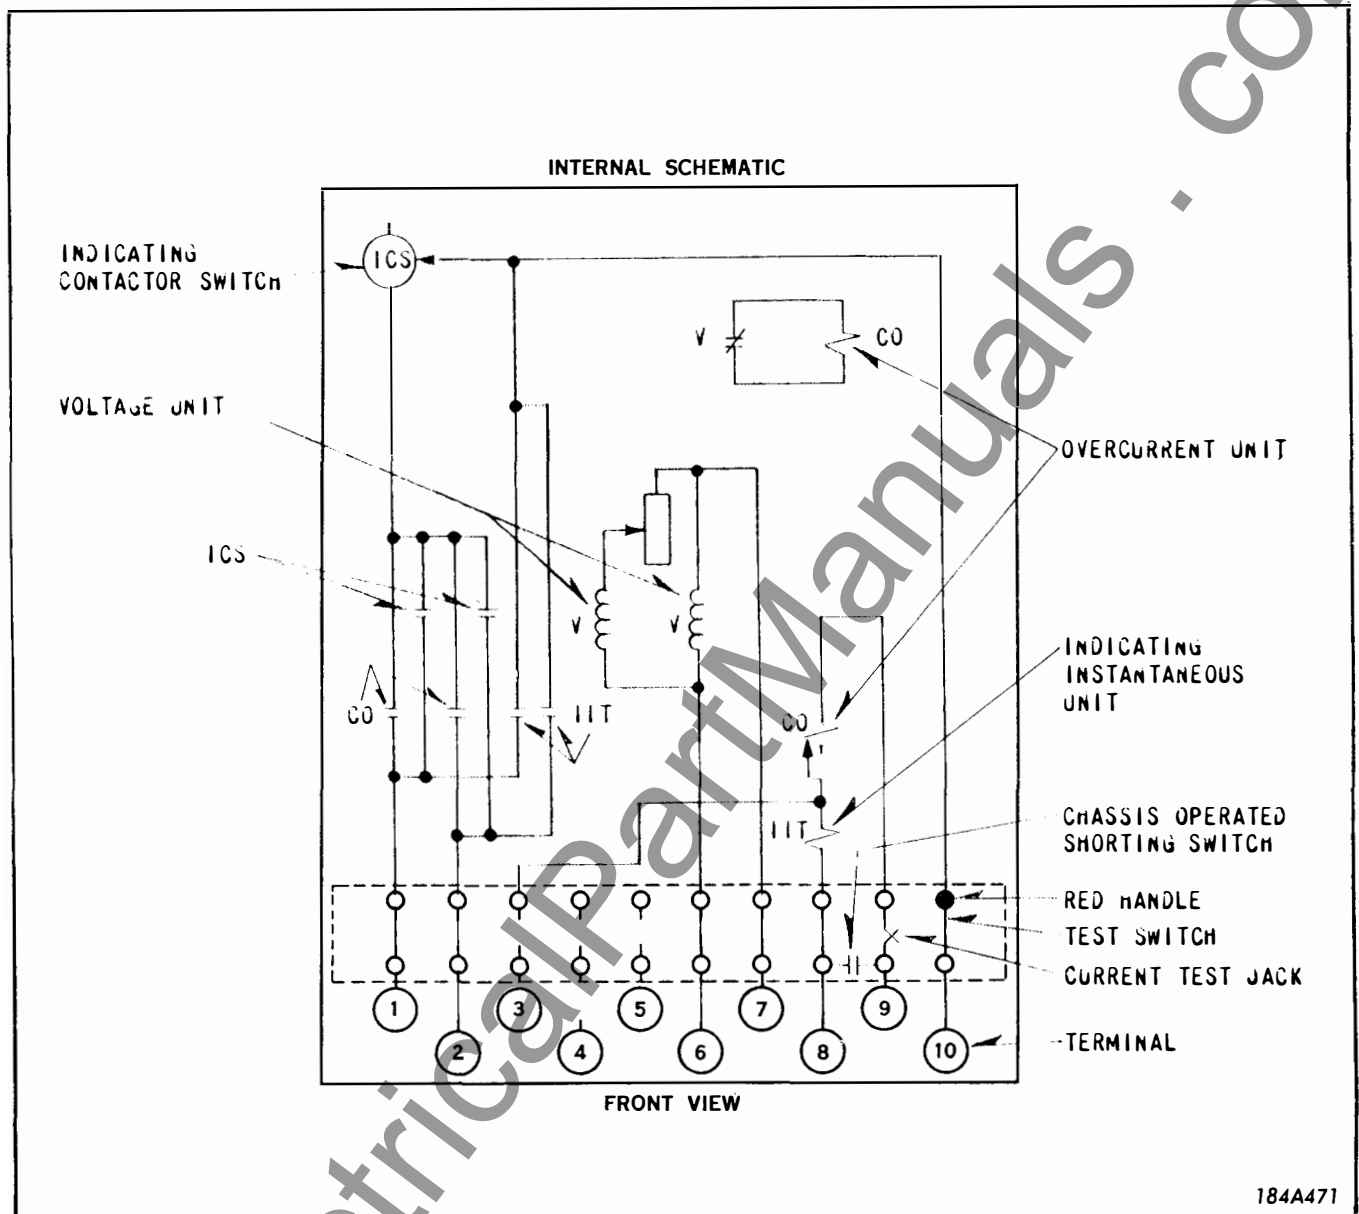 INTERNAL SCHEMATIC
INDICATING
CONTACTOR SWITCH
ICS
V
CO
VOLTAGE UNIT
OVERCURRENT UNIT
ICS
V
V
INDICATING
INSTANTANEOUS
UNIT
CO
IIT
CO
IIT
CHASSIS OPERATED
SHORTING SWITCH
RED HANDLE
TEST SWITCH
CURRENT TEST JACK
1
3
5
7
9
2
4
6
8
10
TERMINAL
FRONT VIEW
184A471